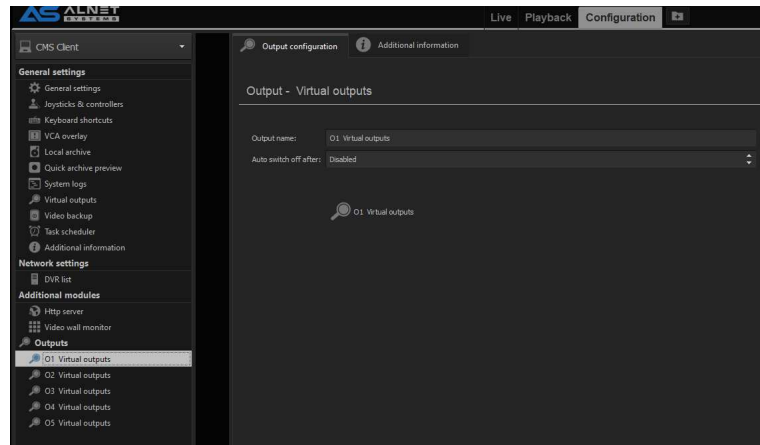 ALNET
SYSTEMS
Live Playback Configuration
CMS Client
Output configuration
Additional information
General settings
General settings
Joysticks & controllers
Keyboard shortcuts
VCA overlay
Local archive
Quick archive preview
System logs
Virtual outputs
Video backup
Task scheduler
Additional information
Network settings
DVR list
Additional modules
Http server
Video wall monitor
Outputs
O1 Virtual outputs
O2 Virtual outputs
O3 Virtual outputs
O4 Virtual outputs
O5 Virtual outputs
Output - Virtual outputs
Output name: O1 Virtual outputs
Auto switch off after: Disabled
O1 Virtual outputs